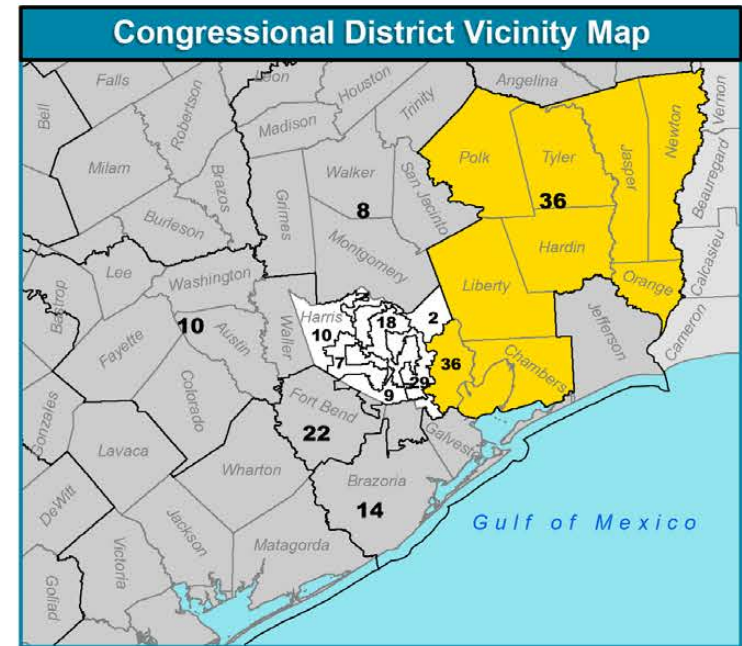 Congressional District Vicinity Map
Falls
Leon
Houston
Angelina
Vernon
Bell
Robertson
Trinity
Madison
Newton
Milam
Walker
Polk
Tyler
Jasper
Beauregard
Brazos
Grimes
San Jacinto
8
36
Burleson
Montgomery
Hardin
Calcasieu
Lee
Washington
Liberty
Orange
Bastrop
2
Harris
10
18
2
Jefferson
Cameron
10
Austin
Waller
Fayette
7
36
Chambers
29
9
Colorado
Fort Bend
Gonzales
22
Galveston
Lavaca
Wharton
Brazoria
14
DeWitt
Gulf of Mexico
Jackson
Matagorda
Victoria
Goliad